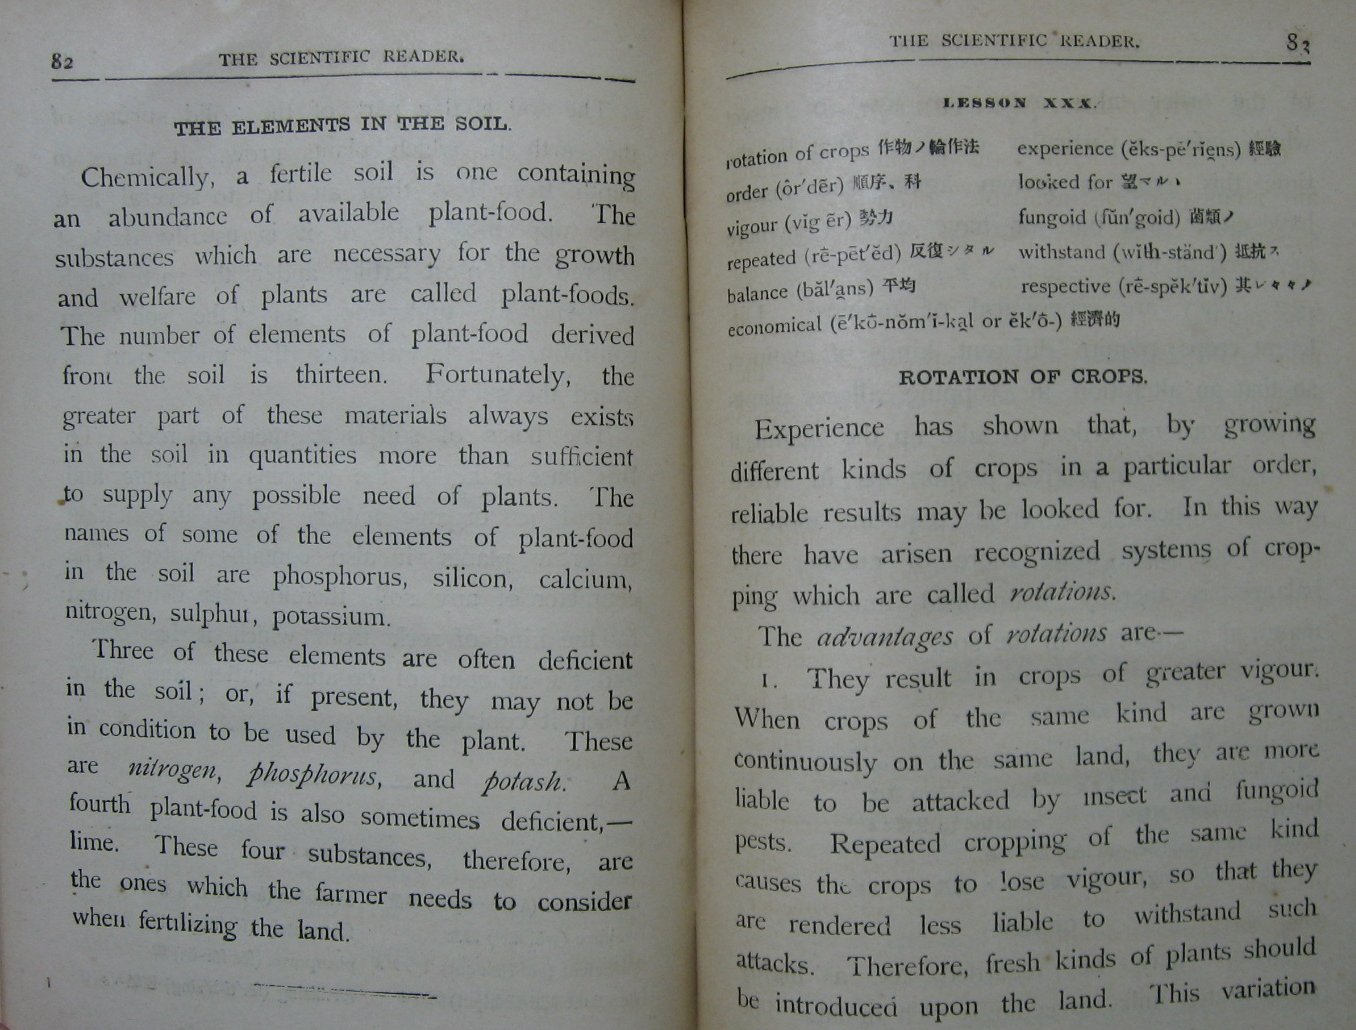 82
THE SCIENTIFIC READER.
THE ELEMENTS IN THE SOIL.
Chemically, a fertile soil is one containing
an abundance of available plant-food. The
substances which are necessary for the growth
and welfare of plants are called plant-foods.
The number of elements of plant-food derived
from the soil is thirteen. Fortunately, the
greater part of these materials always exists
in the soil in quantities more than sufficient
to supply any possible need of plants. The
names of some of the elements of plant-food
in the soil are phosphorus, silicon, calcium,
nitrogen, sulphur, potassium.
Three of these elements are often deficient
in the soil; or, if present, they may not be
in condition to be used by the plant. These
are nitrogen, phosphorus, and potash. A
fourth plant-food is also sometimes deficient,—
lime. These four substances, therefore, are
the ones which the farmer needs to consider
when fertilizing the land.
THE SCIENTIFIC READER.
83
LESSON XXX.
rotation of crops 作物ノ輪作法
order (ôr′dẽr) 順序、科
vigour (vĭg ẽr) 勢力
repeated (rē̇-pēt′ĕd) 反復シタル
balance (băl′a̤ns) 平均
economical (ē′kō̇-nŏm′ĭ-ka̤l or ĕk′ō̇-) 經濟的
experience (ĕks-pē′rĭe̤ns) 經驗
looked for 望マルヽ
fungoid (fŭn′goid) 菌類ノ
withstand (wĭth-stănd′) 抵抗ス
respective (rē̇-spĕk′tĭv) 其レ々々ノ
ROTATION OF CROPS.
Experience has shown that, by growing
different kinds of crops in a particular order,
reliable results may be looked for. In this way
there have arisen recognized systems of crop-
ping which are called rotations.
The advantages of rotations are—
1. They result in crops of greater vigour.
When crops of the same kind are grown
continuously on the same land, they are more
liable to be attacked by insect and fungoid
pests. Repeated cropping of the same kind
causes the crops to lose vigour, so that they
are rendered less liable to withstand such
attacks. Therefore, fresh kinds of plants should
be introduced upon the land. This variation